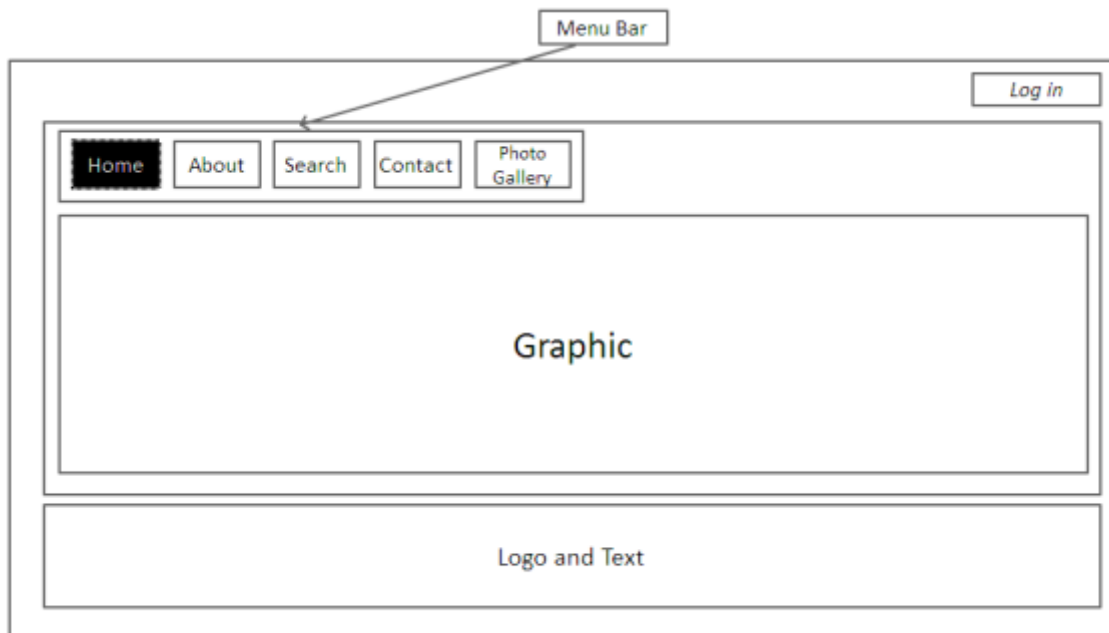 Menu Bar
Log in
Home
About
Search
Contact
Photo
Gallery
Graphic
Logo and Text